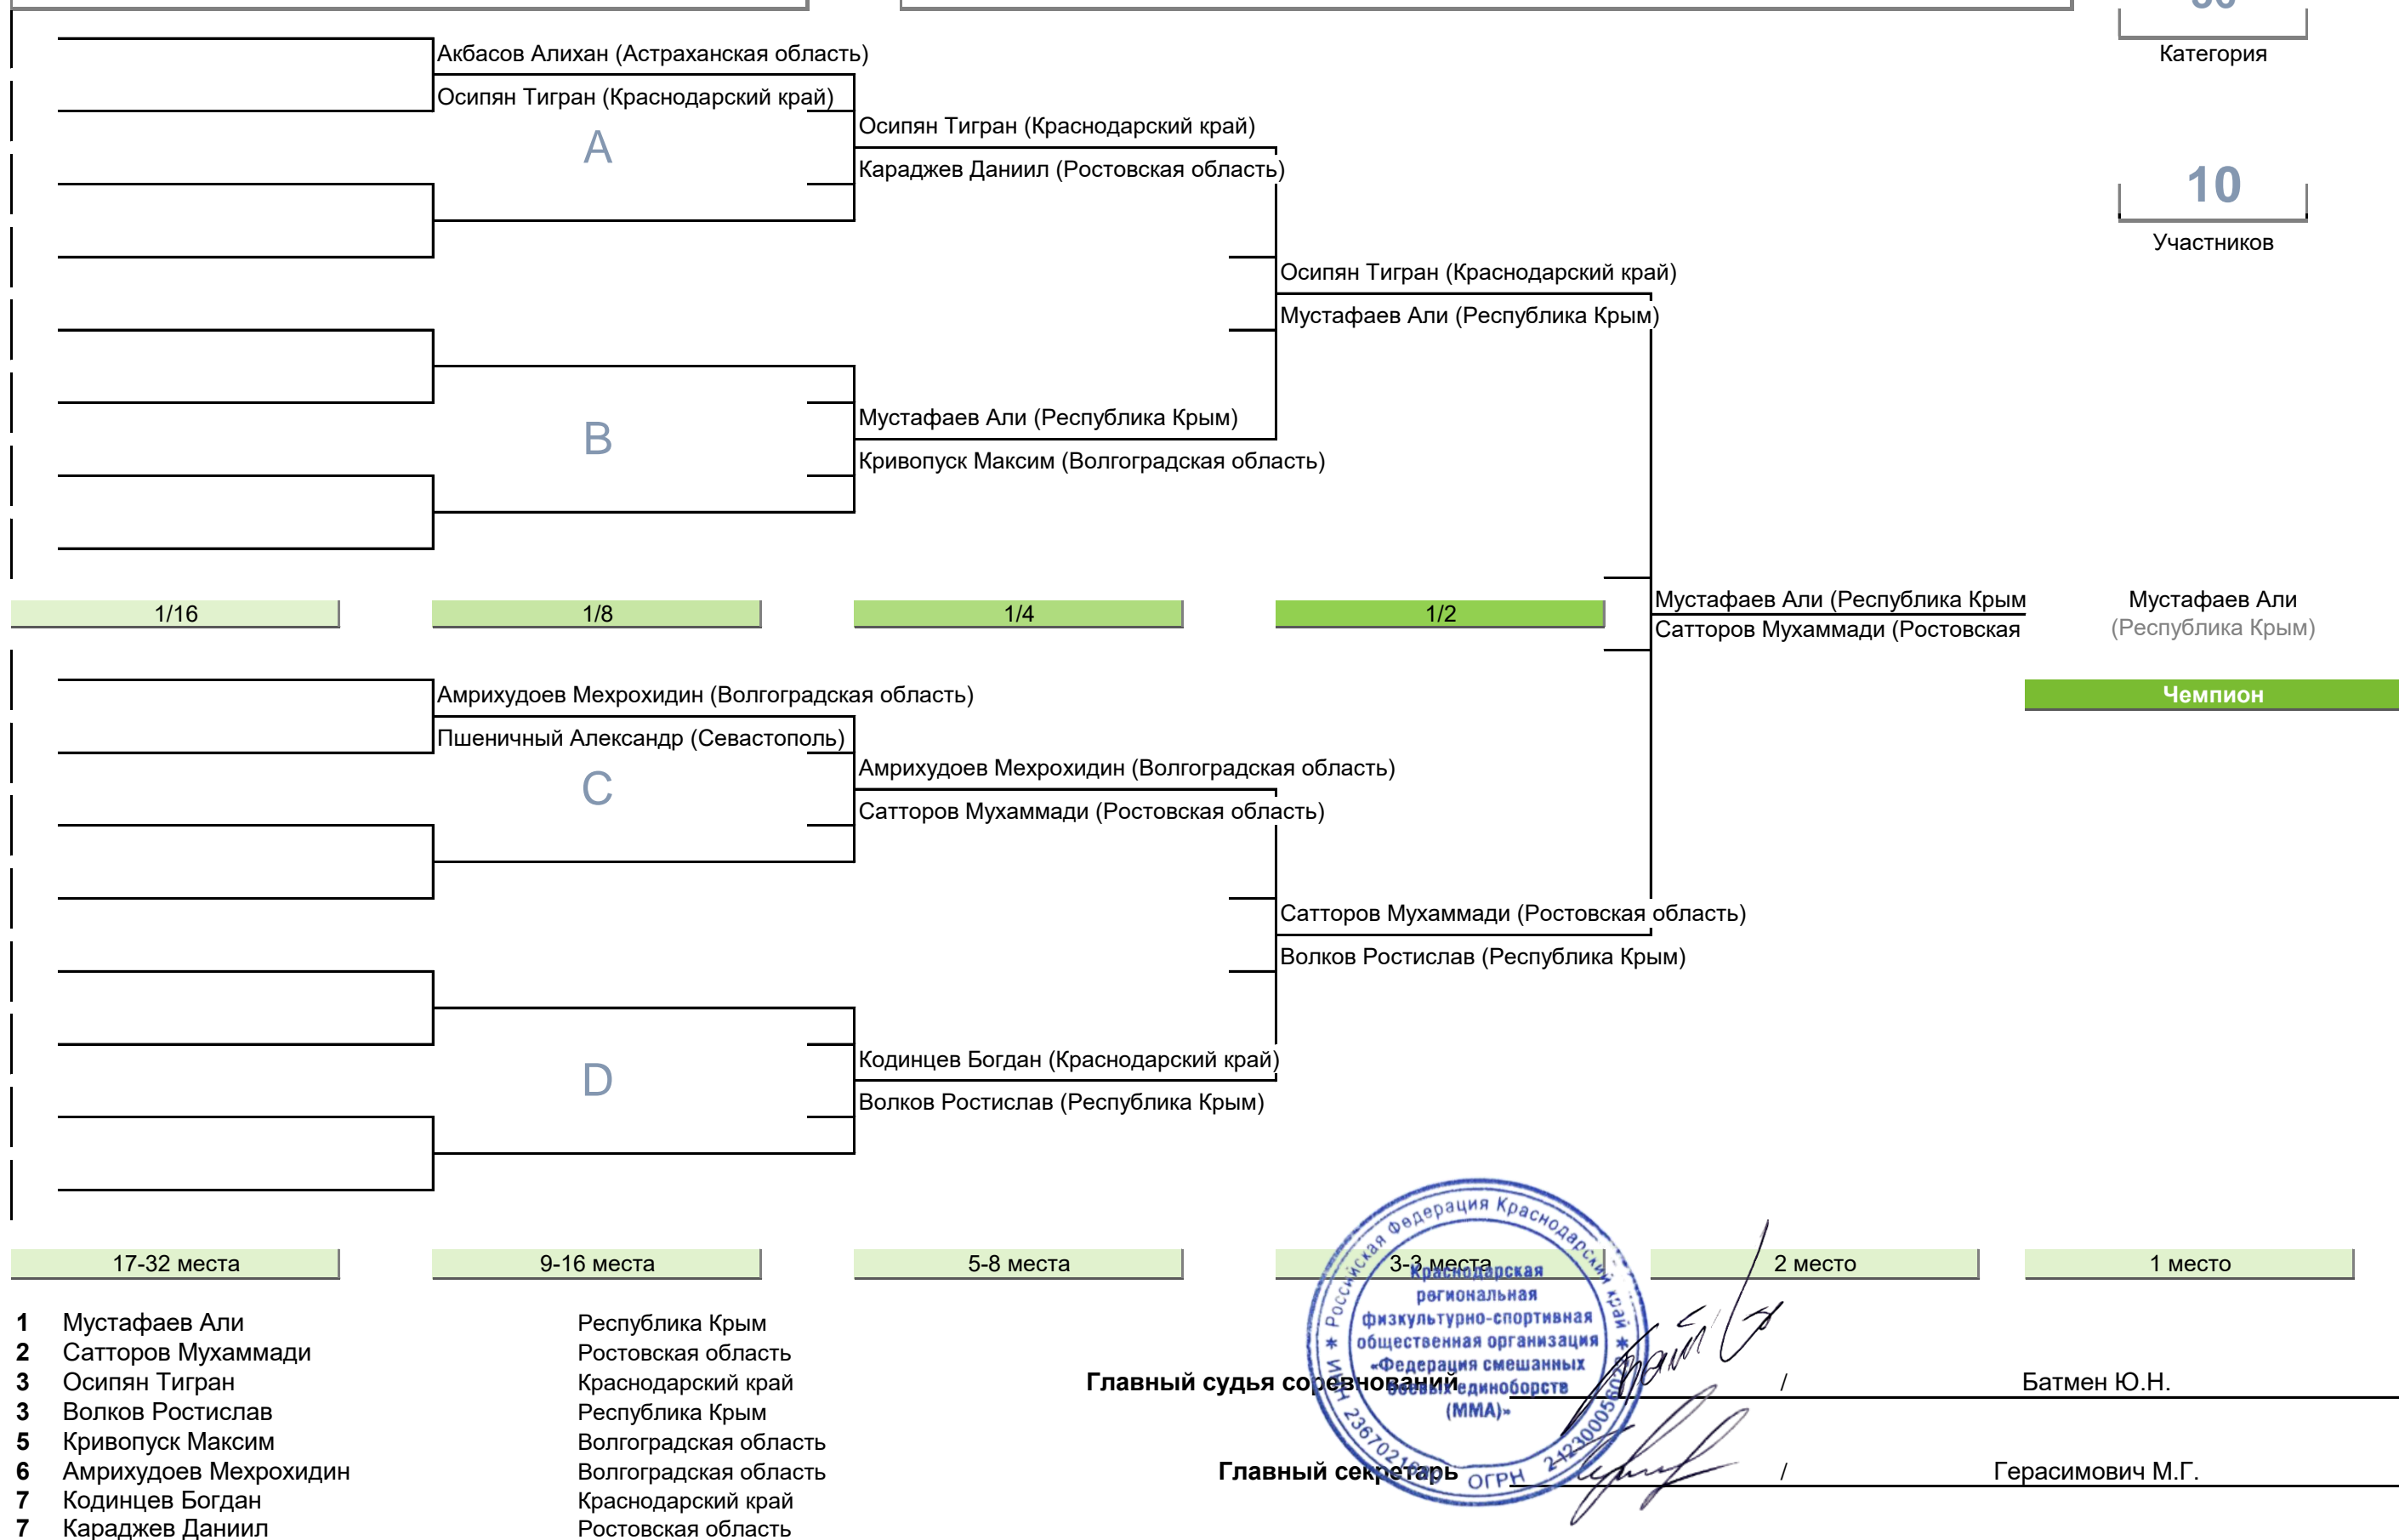 Категория
Акбасов Алихан (Астраханская область)
Осипян Тигран (Краснодарский край)
A
Осипян Тигран (Краснодарский край)
Караджев Даниил (Ростовская область)
10
Участников
Осипян Тигран (Краснодарский край)
Мустафаев Али (Республика Крым)
B
Мустафаев Али (Республика Крым)
Кривопуск Максим (Волгоградская область)
1/16
1/8
1/4
1/2
Мустафаев Али (Республика Крым
Сатторов Мухаммади (Ростовская
Мустафаев Али
(Республика Крым)
Чемпион
Амрихудоев Мехрохидин (Волгоградская область)
Пшеничный Александр (Севастополь)
C
Амрихудоев Мехрохидин (Волгоградская область)
Сатторов Мухаммади (Ростовская область)
Сатторов Мухаммади (Ростовская область)
Волков Ростислав (Республика Крым)
D
Кодинцев Богдан (Краснодарский край)
Волков Ростислав (Республика Крым)
17-32 места
9-16 места
5-8 места
3-3 места
2 место
1 место
1 Мустафаев Али Республика Крым
2 Сатторов Мухаммади Ростовская область
3 Осипян Тигран Краснодарский край
3 Волков Ростислав Республика Крым
5 Кривопуск Максим Волгоградская область
6 Амрихудоев Мехрохидин Волгоградская область
7 Кодинцев Богдан Краснодарский край
7 Караджев Даниил Ростовская область
Главный судья соревнований / Батмен Ю.Н.
Главный секретарь / Герасимович М.Г.
Российская Федерация Краснодарский край
Краснодарская
региональная
физкультурно-спортивная
общественная организация
«Федерация смешанных
боевых единоборств
(ММА)»
ИНН
ОГРН